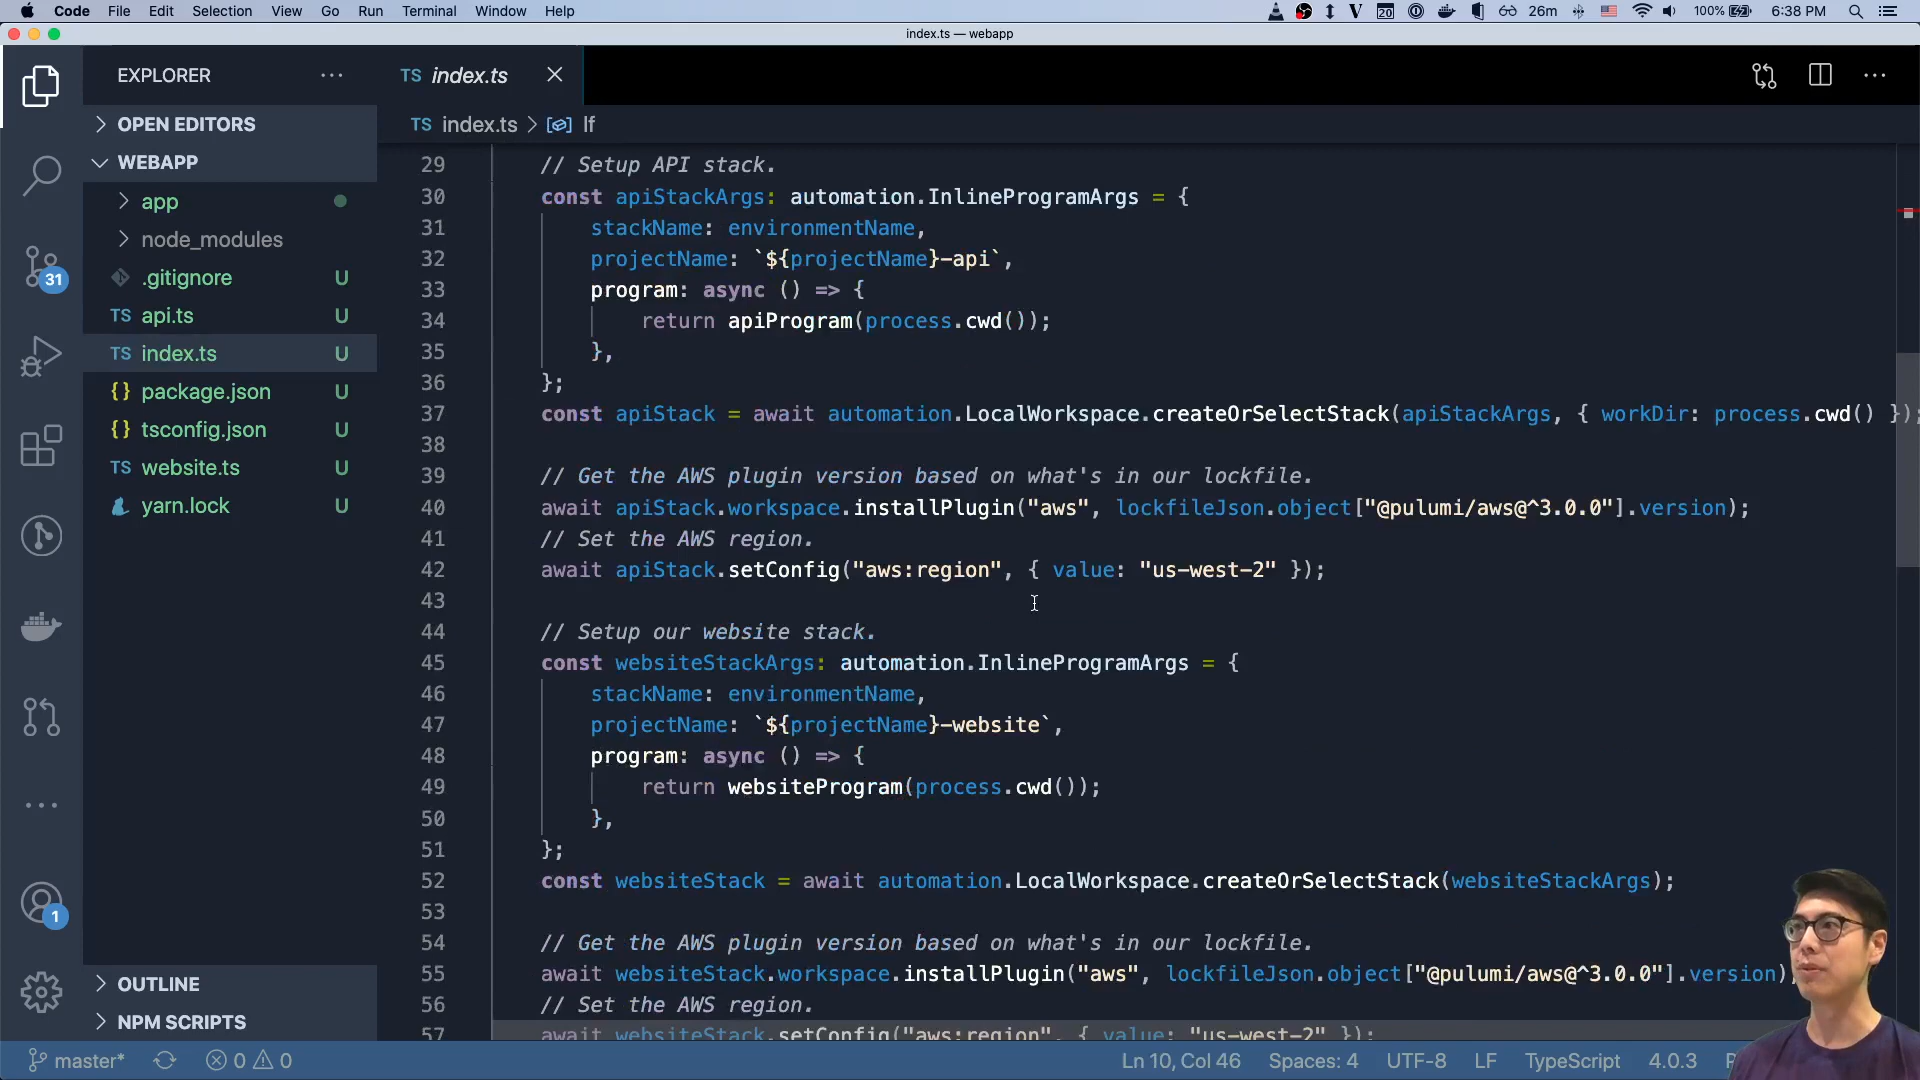 Code File Edit Selection View Go Run Terminal Window Help 20 26m 100% 6:38 PM
index.ts — webapp
EXPLORER
TS index.ts
OPEN EDITORS
TS index.ts > lf
WEBAPP
app
node_modules
.gitignore U
TS api.ts U
TS index.ts U
{} package.json U
{} tsconfig.json U
TS website.ts U
yarn.lock U
31
1
OUTLINE
NPM SCRIPTS
29 // Setup API stack.
30 const apiStackArgs: automation.InlineProgramArgs = {
31 stackName: environmentName,
32 projectName: `${projectName}-api`,
33 program: async () => {
34 return apiProgram(process.cwd());
35 },
36 };
37 const apiStack = await automation.LocalWorkspace.createOrSelectStack(apiStackArgs, { workDir: process.cwd() });
38
39 // Get the AWS plugin version based on what's in our lockfile.
40 await apiStack.workspace.installPlugin("aws", lockfileJson.object["@pulumi/aws@^3.0.0"].version);
41 // Set the AWS region.
42 await apiStack.setConfig("aws:region", { value: "us-west-2" });
43
44 // Setup our website stack.
45 const websiteStackArgs: automation.InlineProgramArgs = {
46 stackName: environmentName,
47 projectName: `${projectName}-website`,
48 program: async () => {
49 return websiteProgram(process.cwd());
50 },
51 };
52 const websiteStack = await automation.LocalWorkspace.createOrSelectStack(websiteStackArgs);
53
54 // Get the AWS plugin version based on what's in our lockfile.
55 await websiteStack.workspace.installPlugin("aws", lockfileJson.object["@pulumi/aws@^3.0.0"].version)
56 // Set the AWS region.
57 await websiteStack.setConfig("aws:region", { value: "us-west-2" });
master* 0 0 Ln 10, Col 46 Spaces: 4 UTF-8 LF TypeScript 4.0.3